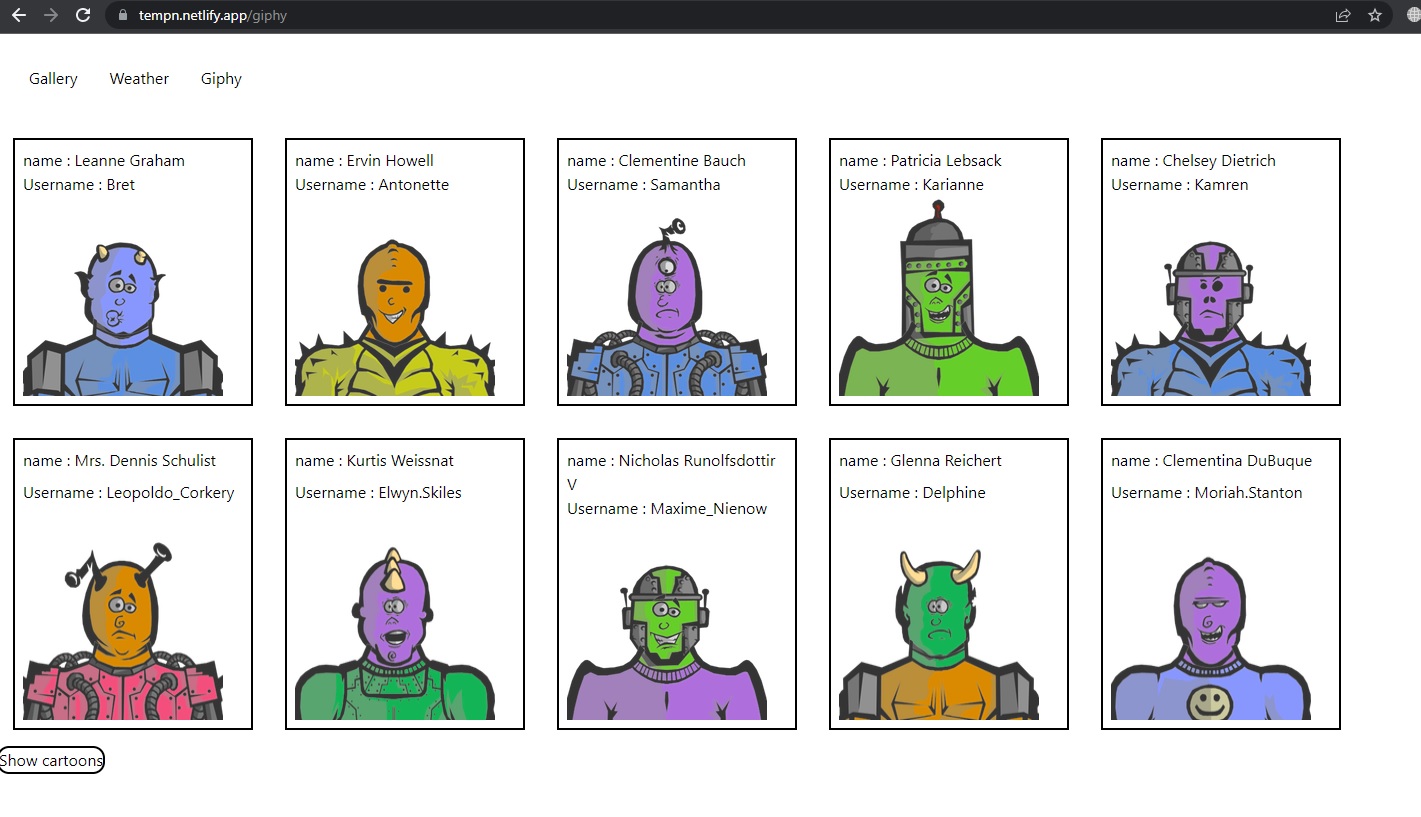 tempn.netlify.app/giphy
Gallery Weather Giphy
name : Leanne Graham
Username : Bret
name : Ervin Howell
Username : Antonette
name : Clementine Bauch
Username : Samantha
name : Patricia Lebsack
Username : Karianne
name : Chelsey Dietrich
Username : Kamren
name : Mrs. Dennis Schulist
Username : Leopoldo_Corkery
name : Kurtis Weissnat
Username : Elwyn.Skiles
name : Nicholas Runolfsdottir
V
Username : Maxime_Nienow
name : Glenna Reichert
Username : Delphine
name : Clementina DuBuque
Username : Moriah.Stanton
Show cartoons